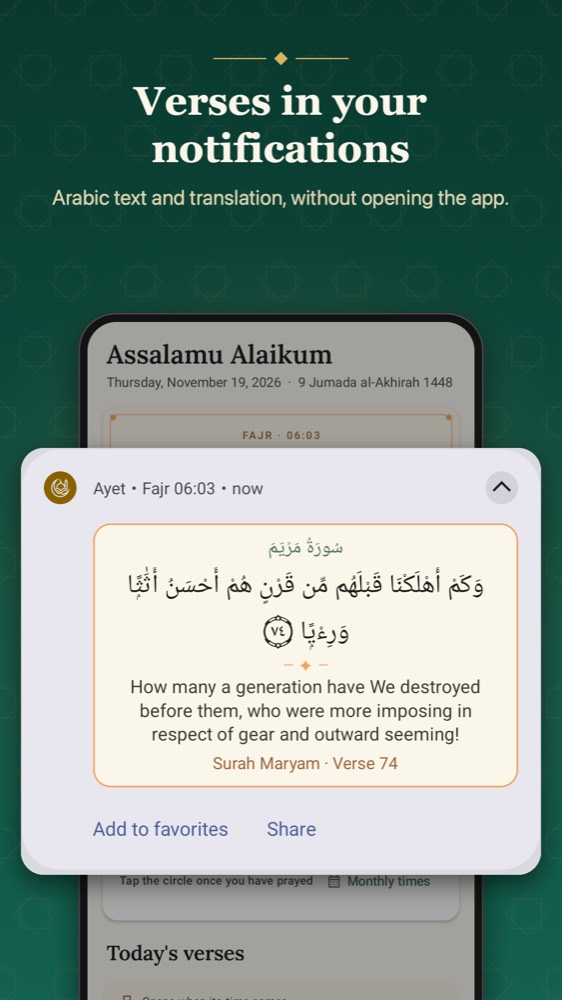 Verses in your
notifications
Arabic text and translation, without opening the app.
Assalamu Alaikum
Thursday, November 19, 2026 · 9 Jumada al-Akhirah 1448
FAJR · 06:03
Ayet • Fajr 06:03 • now
سُورَةُ مَرْيَمَ
وَكَمْ أَهْلَكْنَا قَبْلَهُم مِّن قَرْنٍ هُمْ أَحْسَنُ أَثَٰثًا
وَرِءْيًا ٧٤
How many a generation have We destroyed
before them, who were more imposing in
respect of gear and outward seeming!
Surah Maryam · Verse 74
Add to favorites Share
Tap the circle once you have prayed Monthly times
Today's verses